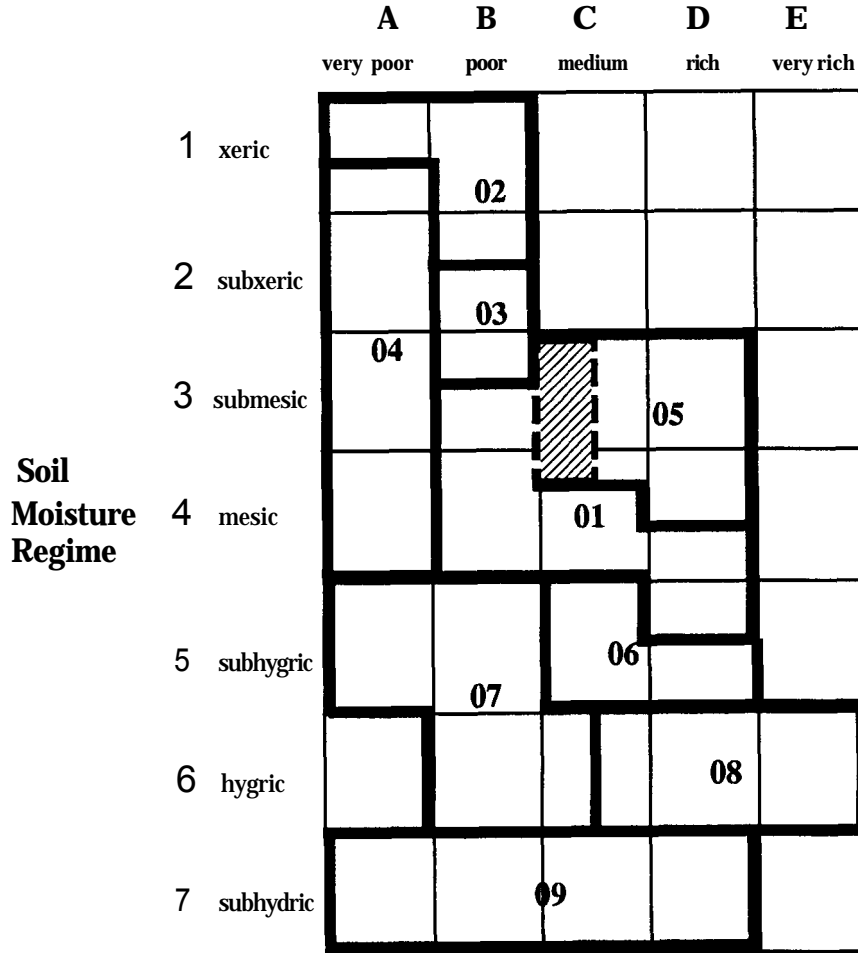 A B C D E
very poor poor medium rich very rich
1 xeric
02
2 subxeric
03
04
3 submesic
05
Soil
Moisture
Regime
4 mesic
01
5 subhygric
06
07
6 hygric
08
7 subhydric
09